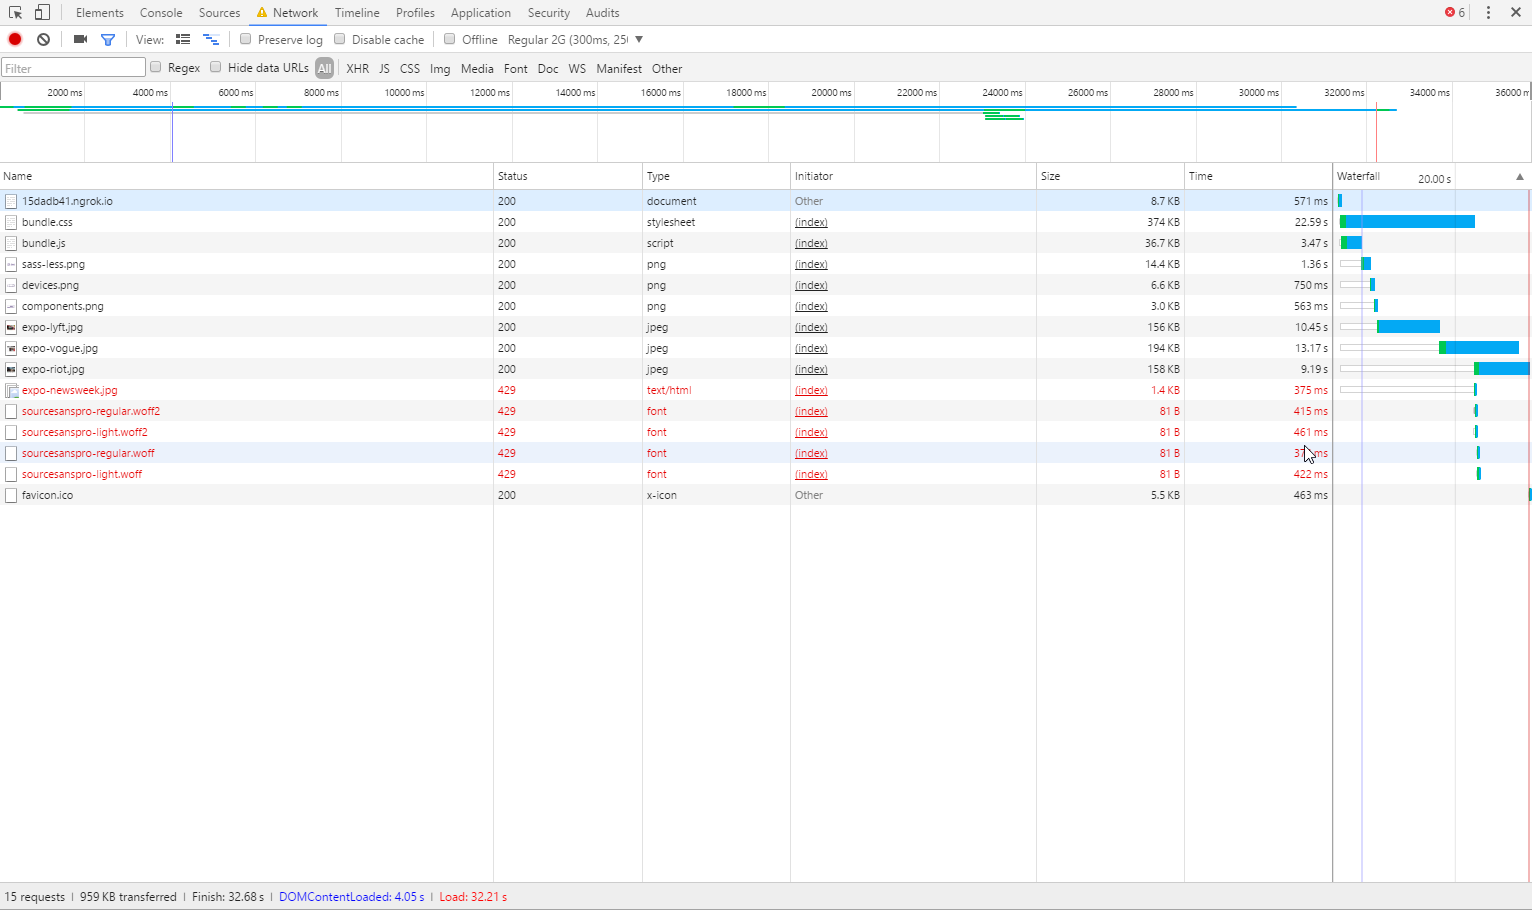 Elements Console Sources Network Timeline Profiles Application Security Audits 6
View: Preserve log Disable cache Offline Regular 2G (300ms, 25
Filter Regex Hide data URLs All XHR JS CSS Img Media Font Doc WS Manifest Other
2000 ms 4000 ms 6000 ms 8000 ms 10000 ms 12000 ms 14000 ms 16000 ms 18000 ms 20000 ms 22000 ms 24000 ms 26000 ms 28000 ms 30000 ms 32000 ms 34000 ms 36000 m
Name Status Type Initiator Size Time Waterfall 20.00 s
15dadb41.ngrok.io 200 document Other 8.7 KB 571 ms
bundle.css 200 stylesheet (index) 374 KB 22.59 s
bundle.js 200 script (index) 36.7 KB 3.47 s
sass-less.png 200 png (index) 14.4 KB 1.36 s
devices.png 200 png (index) 6.6 KB 750 ms
components.png 200 png (index) 3.0 KB 563 ms
expo-lyft.jpg 200 jpeg (index) 156 KB 10.45 s
expo-vogue.jpg 200 jpeg (index) 194 KB 13.17 s
expo-riot.jpg 200 jpeg (index) 158 KB 9.19 s
expo-newsweek.jpg 429 text/html (index) 1.4 KB 375 ms
sourcesanspro-regular.woff2 429 font (index) 81 B 415 ms
sourcesanspro-light.woff2 429 font (index) 81 B 461 ms
sourcesanspro-regular.woff 429 font (index) 81 B ms
sourcesanspro-light.woff 429 font (index) 81 B 422 ms
favicon.ico 200 x-icon Other 5.5 KB 463 ms
15 requests | 959 KB transferred | Finish: 32.68 s | DOMContentLoaded: 4.05 s | Load: 32.21 s